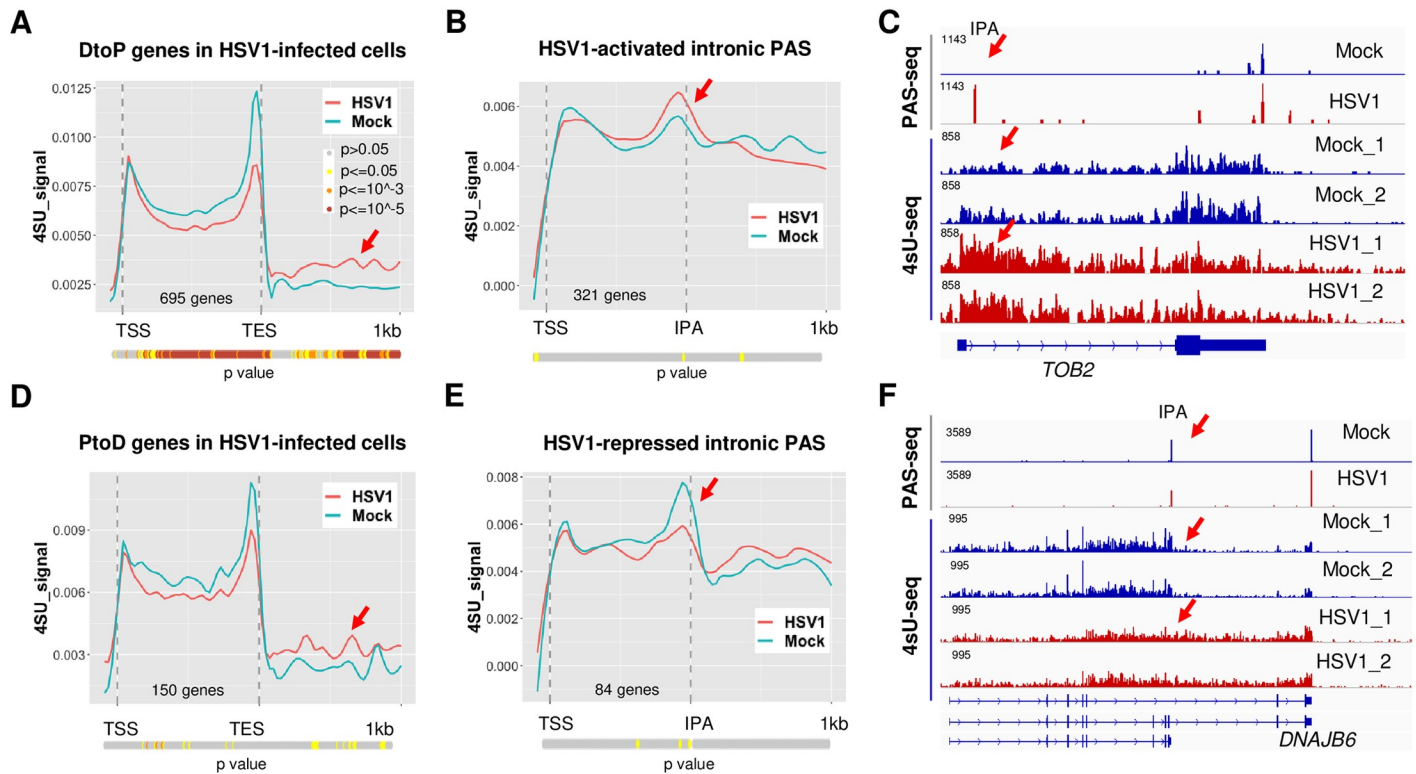 A
DtoP genes in HSV1-infected cells
4SU_signal
0.0125
0.0100
0.0075
0.0050
0.0025
HSV1
Mock
p>0.05
p<=0.05
p<=10^-3
p<=10^-5
695 genes
TSS TES 1kb
p value
B
HSV1-activated intronic PAS
4SU_signal
0.006
0.004
0.002
0.000
HSV1
Mock
321 genes
TSS IPA 1kb
p value
C
PAS-seq
4sU-seq
IPA
1143 Mock
1143 HSV1
858 Mock_1
858 Mock_2
858 HSV1_1
858 HSV1_2
TOB2
D
PtoD genes in HSV1-infected cells
4SU_signal
0.009
0.006
0.003
HSV1
Mock
150 genes
TSS TES 1kb
p value
E
HSV1-repressed intronic PAS
4SU_signal
0.008
0.006
0.004
0.002
0.000
HSV1
Mock
84 genes
TSS IPA 1kb
p value
F
PAS-seq
4sU-seq
IPA
3589 Mock
3589 HSV1
995 Mock_1
995 Mock_2
995 HSV1_1
995 HSV1_2
DNAJB6